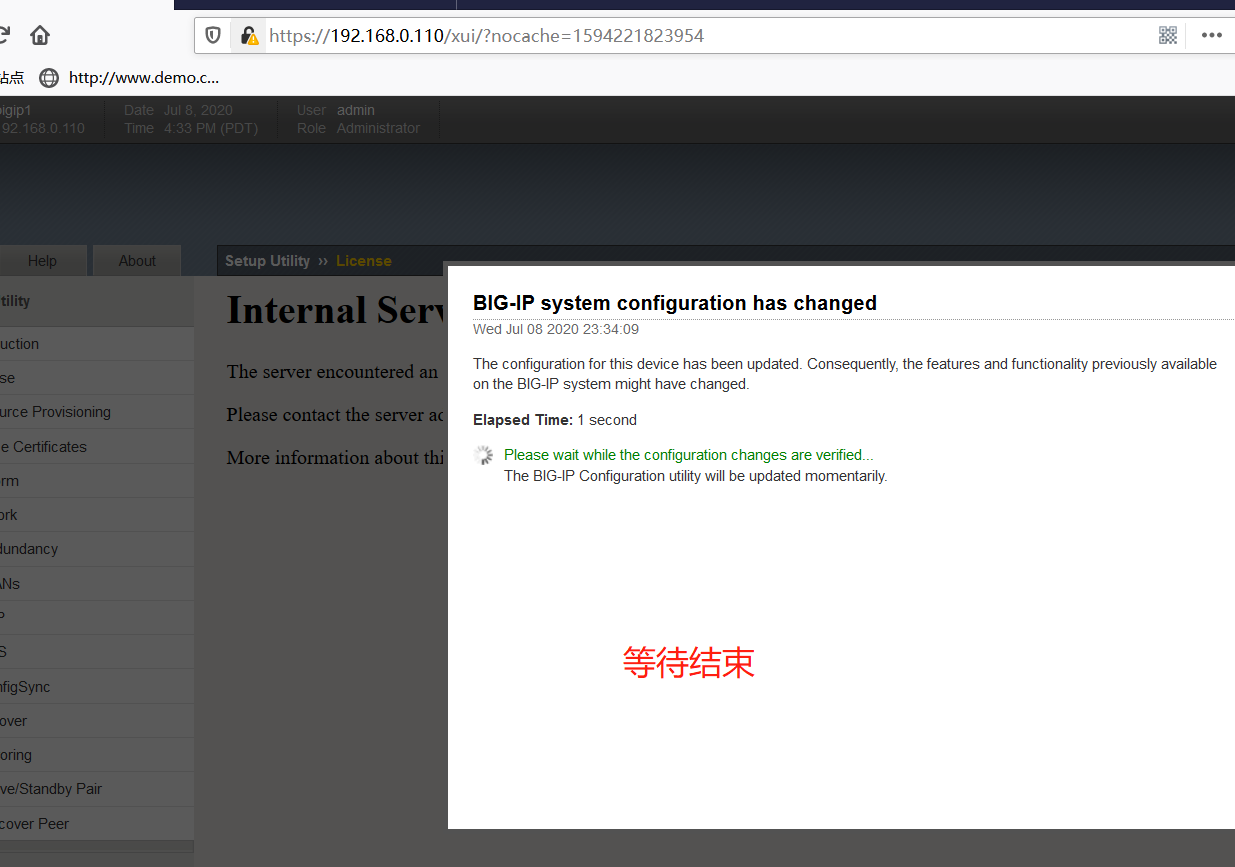 https://192.168.0.110/xui/?nocache=1594221823954
站点 http://www.demo.c...
bigip1 Date Jul 8, 2020 User admin
92.168.0.110 Time 4:33 PM (PDT) Role Administrator
Help About Setup Utility ›› License
tility
Internal Serv
BIG-IP system configuration has changed
Wed Jul 08 2020 23:34:09
uction
The server encountered an
The configuration for this device has been updated. Consequently, the features and functionality previously available
on the BIG-IP system might have changed.
se
urce Provisioning
Please contact the server ad
Elapsed Time: 1 second
e Certificates
More information about thi
Please wait while the configuration changes are verified...
The BIG-IP Configuration utility will be updated momentarily.
rm
ork
dundancy
ANs
P
S
等待结束
nfigSync
over
oring
ve/Standby Pair
cover Peer